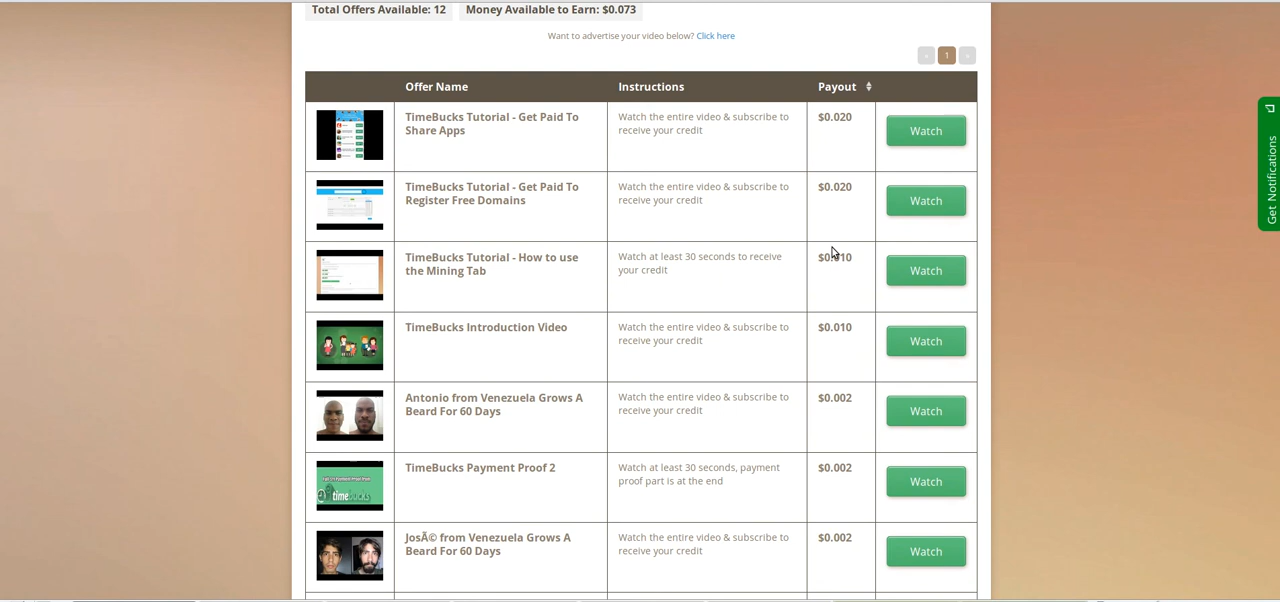 Total Offers Available: 12 Money Available to Earn: $0.073
Want to advertise your video below? Click here
« 1 »
Offer Name Instructions Payout
TimeBucks Tutorial - Get Paid To
Share Apps
Watch the entire video & subscribe to
receive your credit
$0.020
Watch
TimeBucks Tutorial - Get Paid To
Register Free Domains
Watch the entire video & subscribe to
receive your credit
$0.020
Watch
TimeBucks Tutorial - How to use
the Mining Tab
Watch at least 30 seconds to receive
your credit
$0.010
Watch
TimeBucks Introduction Video
Watch the entire video & subscribe to
receive your credit
$0.010
Watch
Antonio from Venezuela Grows A
Beard For 60 Days
Watch the entire video & subscribe to
receive your credit
$0.002
Watch
timebucks
TimeBucks Payment Proof 2
Watch at least 30 seconds, payment
proof part is at the end
$0.002
Watch
JosÃ© from Venezuela Grows A
Beard For 60 Days
Watch the entire video & subscribe to
receive your credit
$0.002
Watch
Get Notifications